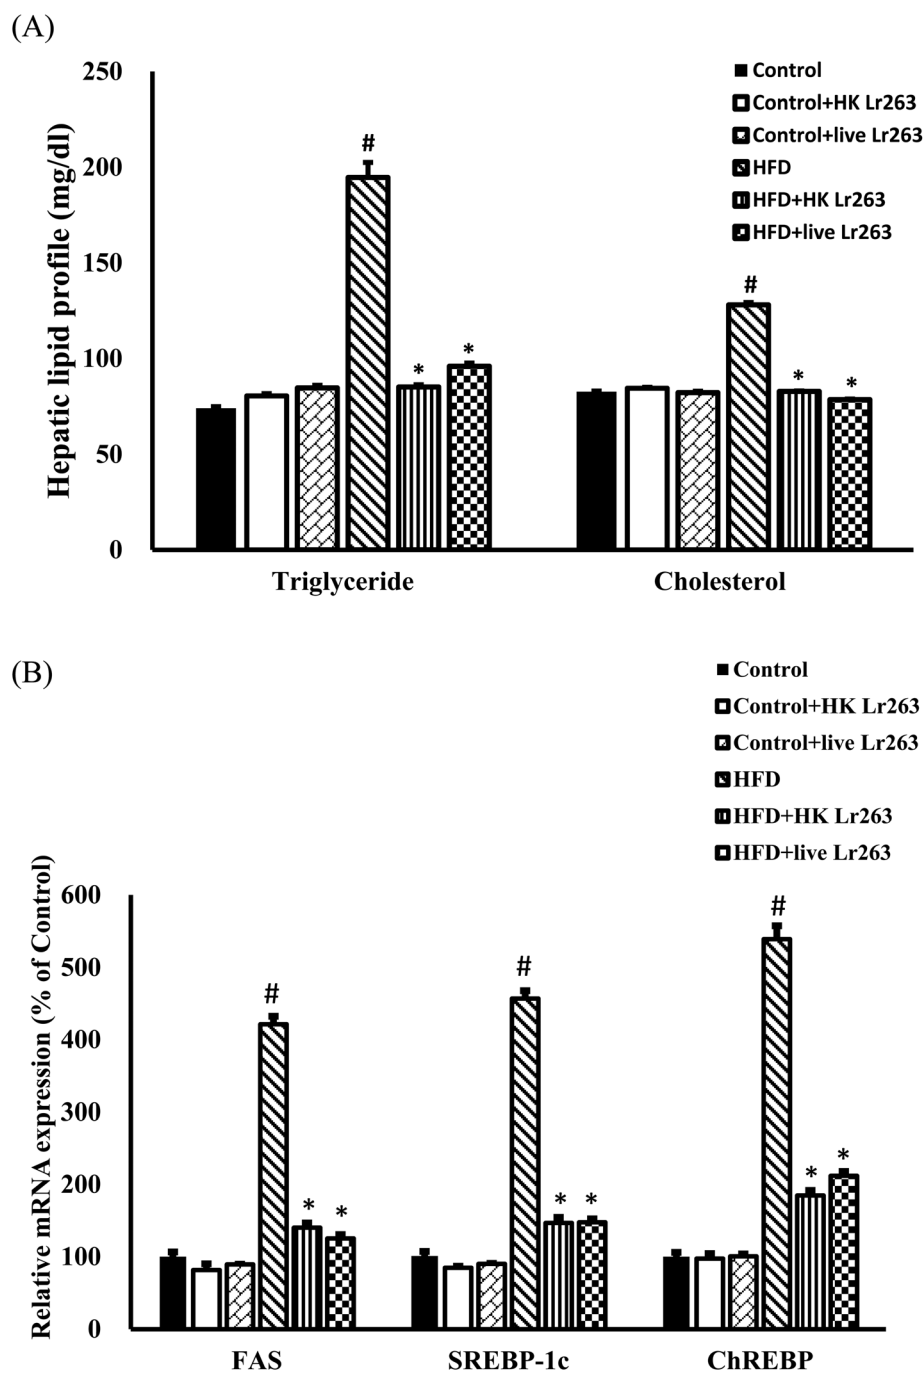 (A)
Hepatic lipid profile (mg/dl)
250
200
150
100
50
0
Control
Control+HK Lr263
Control+live Lr263
HFD
HFD+HK Lr263
HFD+live Lr263
#
*
*
#
*
*
Triglyceride
Cholesterol
(B)
Control
Control+HK Lr263
Control+live Lr263
HFD
HFD+HK Lr263
HFD+live Lr263
Relative mRNA expression (% of Control)
600
500
400
300
200
100
0
#
*
*
#
*
*
#
*
*
FAS
SREBP-1c
ChREBP